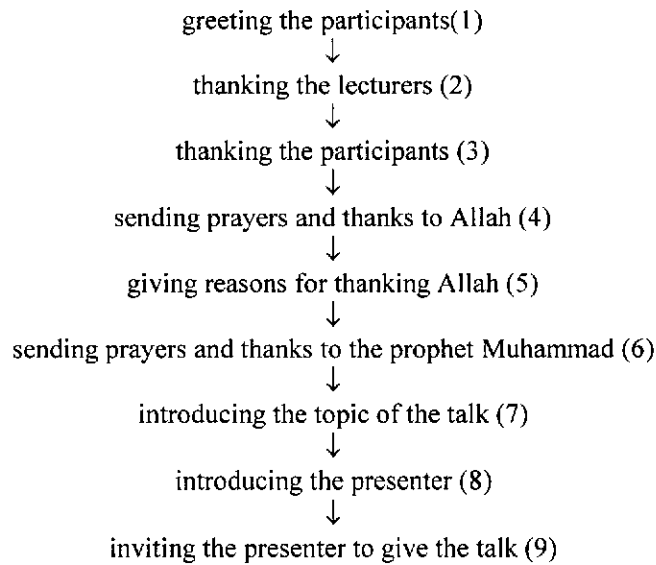 greeting the participants(1)
↓
thanking the lecturers (2)
↓
thanking the participants (3)
↓
sending prayers and thanks to Allah (4)
↓
giving reasons for thanking Allah (5)
↓
sending prayers and thanks to the prophet Muhammad (6)
↓
introducing the topic of the talk (7)
↓
introducing the presenter (8)
↓
inviting the presenter to give the talk (9)